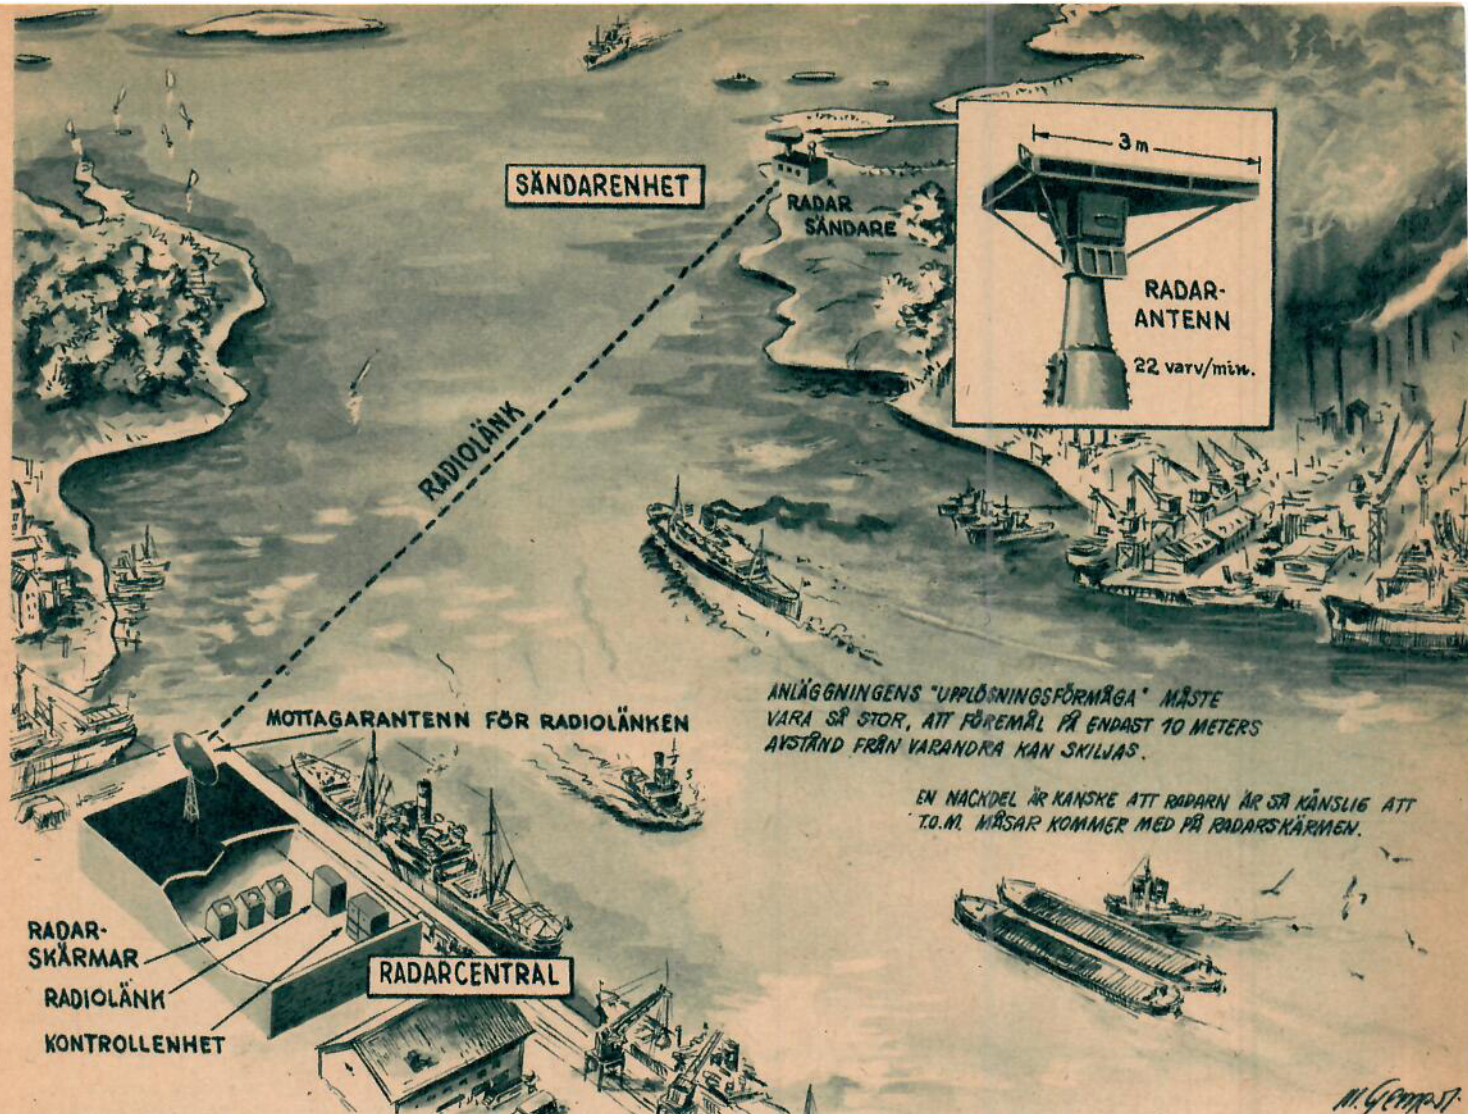 SÄNDARENHET
RADAR
SÄNDARE
3 m
RADAR-
ANTENN
22 varv/min.
RADIOLÄNK
MOTTAGARANTENN FÖR RADIOLÄNKEN
ANLÄGGNINGENS "UPPLÖSNINGSFÖRMÅGA" MÅSTE
VARA SÅ STOR, ATT FÖREMÅL PÅ ENDAST 10 METERS
AVSTÅND FRÅN VARANDRA KAN SKILJAS.
EN NACKDEL ÄR KANSKE ATT RADARN ÄR SÅ KÄNSLIG ATT
T.O.M. MÅSAR KOMMER MED PÅ RADARSKÄRMEN.
RADAR-
SKÄRMAR
RADIOLÄNK
KONTROLLENHET
RADARCENTRAL